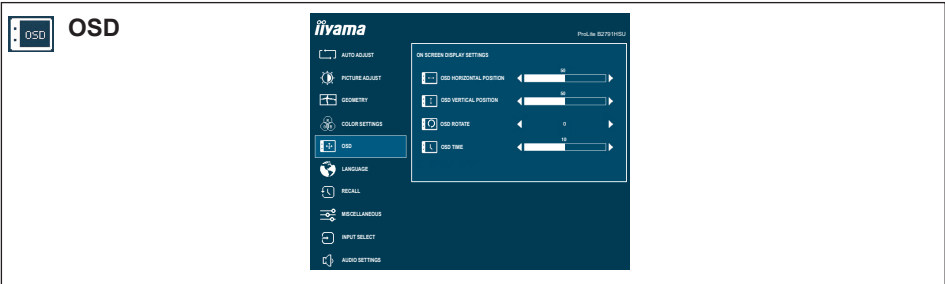 OSD
OSD
iiyama
ProLite B2791HSU
AUTO ADJUST
PICTURE ADJUST
GEOMETRY
COLOR SETTINGS
OSD
LANGUAGE
RECALL
MISCELLANEOUS
INPUT SELECT
AUDIO SETTINGS
ON SCREEN DISPLAY SETTINGS
OSD HORIZONTAL POSITION
50
OSD VERTICAL POSITION
50
OSD ROTATE
0
OSD TIME
15